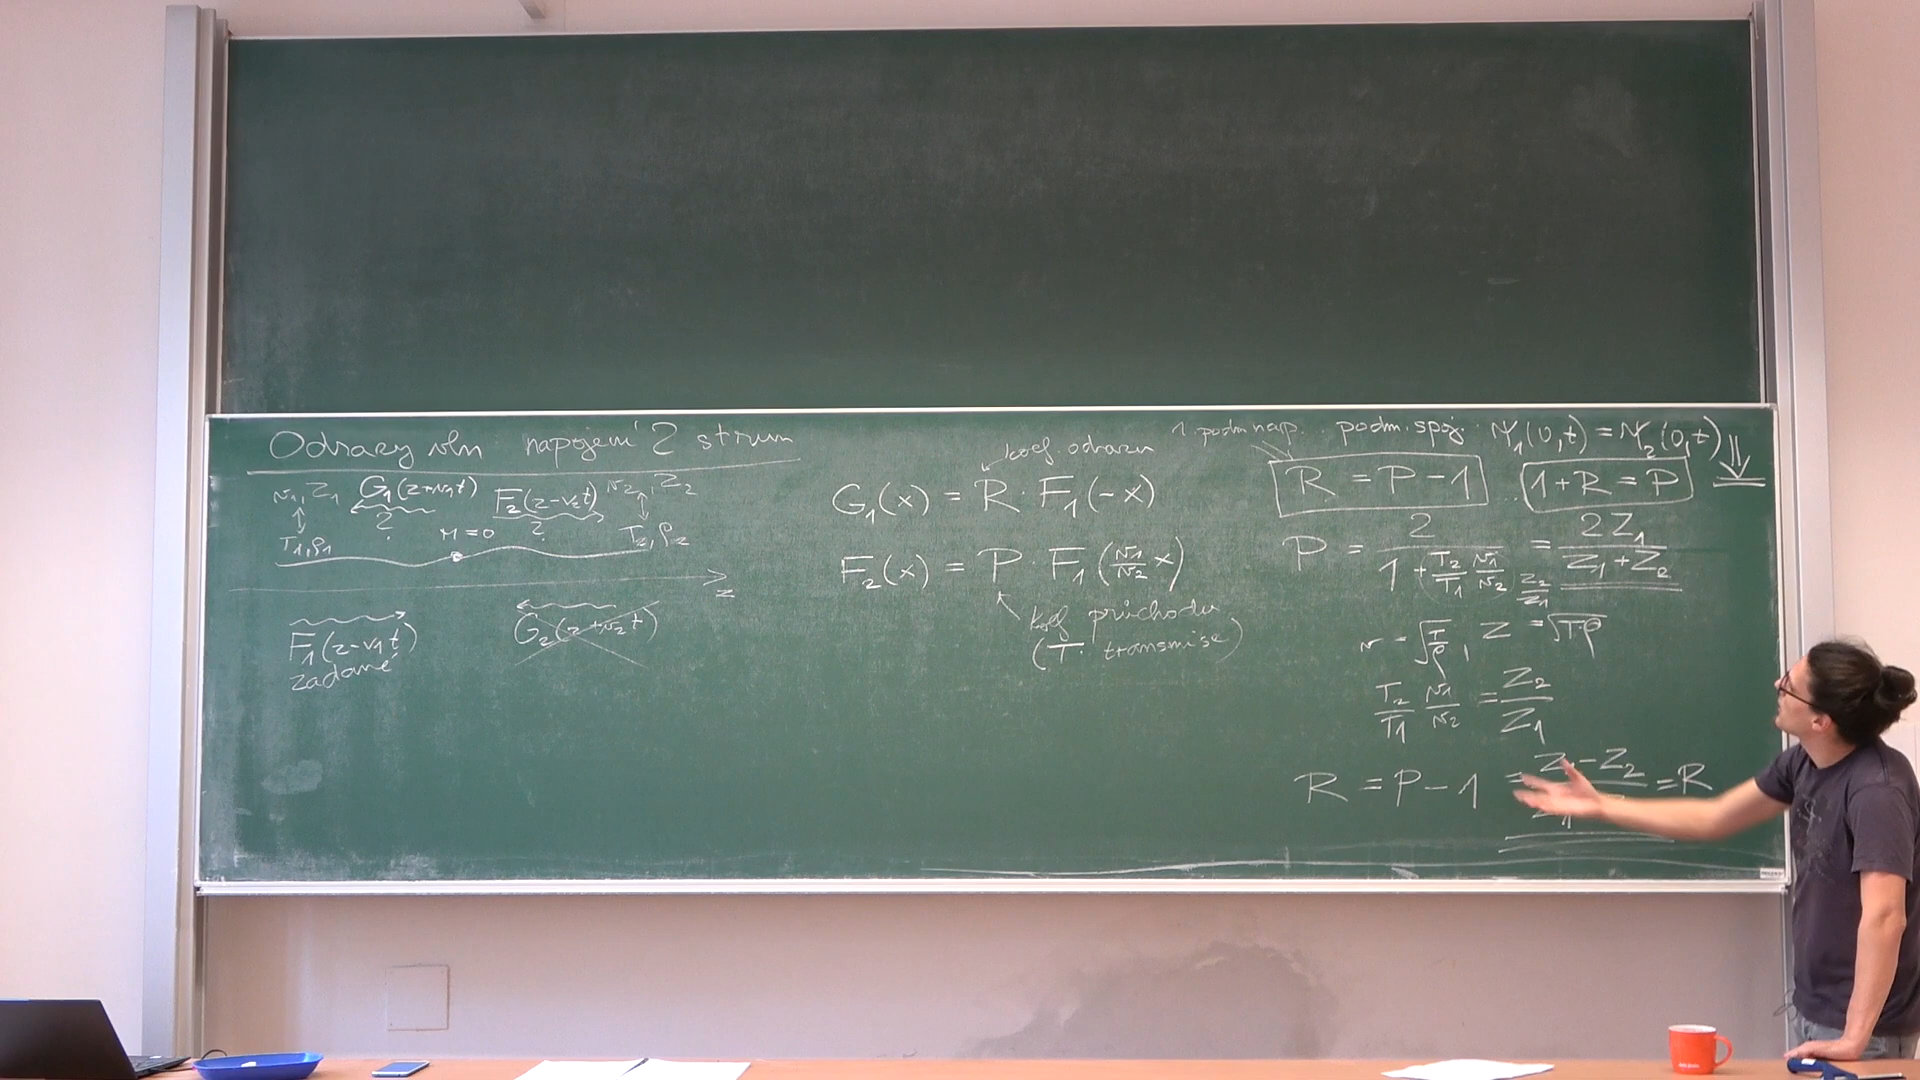 Odrazy vln napojení 2 strun
v₁, Z₁ G₁(z+v₁t) F₂(z-v₂t) v₂, Z₂
↕ ? M=0 ? ↕
T₁, ρ₁ T₂, ρ₂
z
F₁(z-v₁t) G₂(z+v₂t)
zadané
koef odrazu
G₁(x) = R · F₁(-x)
F₂(x) = P · F₁(v₁/v₂ x)
koef průchodu
(T. transmise)
1. podm nap. podm. spoj. ψ₁(0,t) = ψ₂(0,t)
R = P - 1 1 + R = P
P = 2/(1 + T₂/T₁ v₁/v₂) = 2Z₁/(Z₁+Z₂)
Z₂/Z₁
v = √(T/ρ), Z = √(Tρ)
T₂/T₁ v₁/v₂ = Z₂/Z₁
R = P - 1 = - Z₂ = R